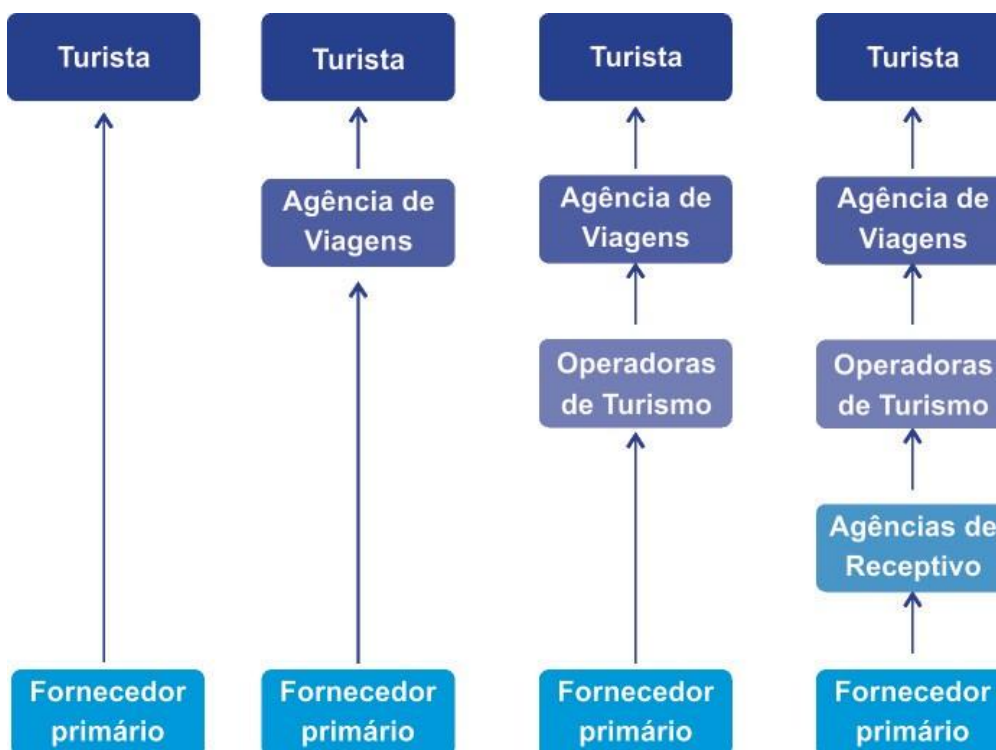 Turista
Turista
Turista
Turista
Agência de
Viagens
Agência de
Viagens
Agência de
Viagens
Operadoras
de Turismo
Operadoras
de Turismo
Agências de
Receptivo
Fornecedor
primário
Fornecedor
primário
Fornecedor
primário
Fornecedor
primário